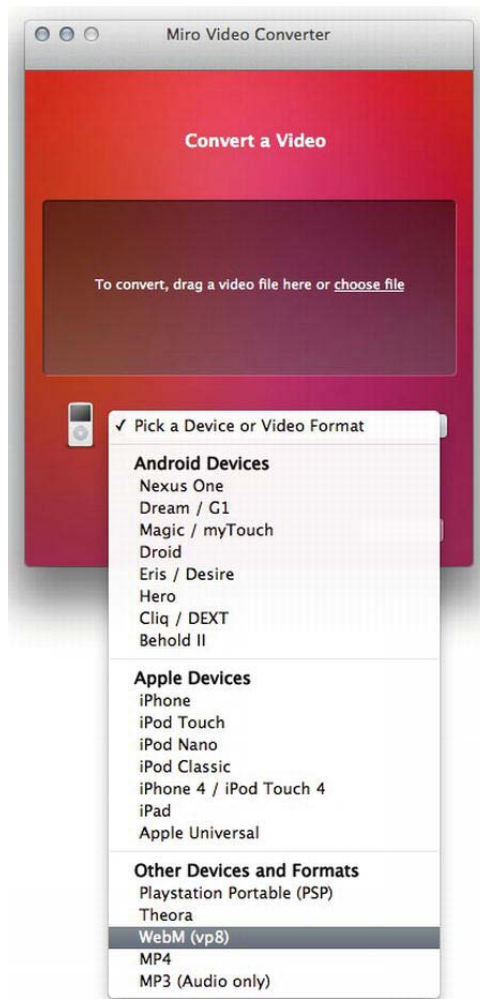 Miro Video Converter
Convert a Video
To convert, drag a video file here or choose file
✓ Pick a Device or Video Format
Android Devices
Nexus One
Dream / G1
Magic / myTouch
Droid
Eris / Desire
Hero
Cliq / DEXT
Behold II
Apple Devices
iPhone
iPod Touch
iPod Nano
iPod Classic
iPhone 4 / iPod Touch 4
iPad
Apple Universal
Other Devices and Formats
Playstation Portable (PSP)
Theora
WebM (vp8)
MP4
MP3 (Audio only)